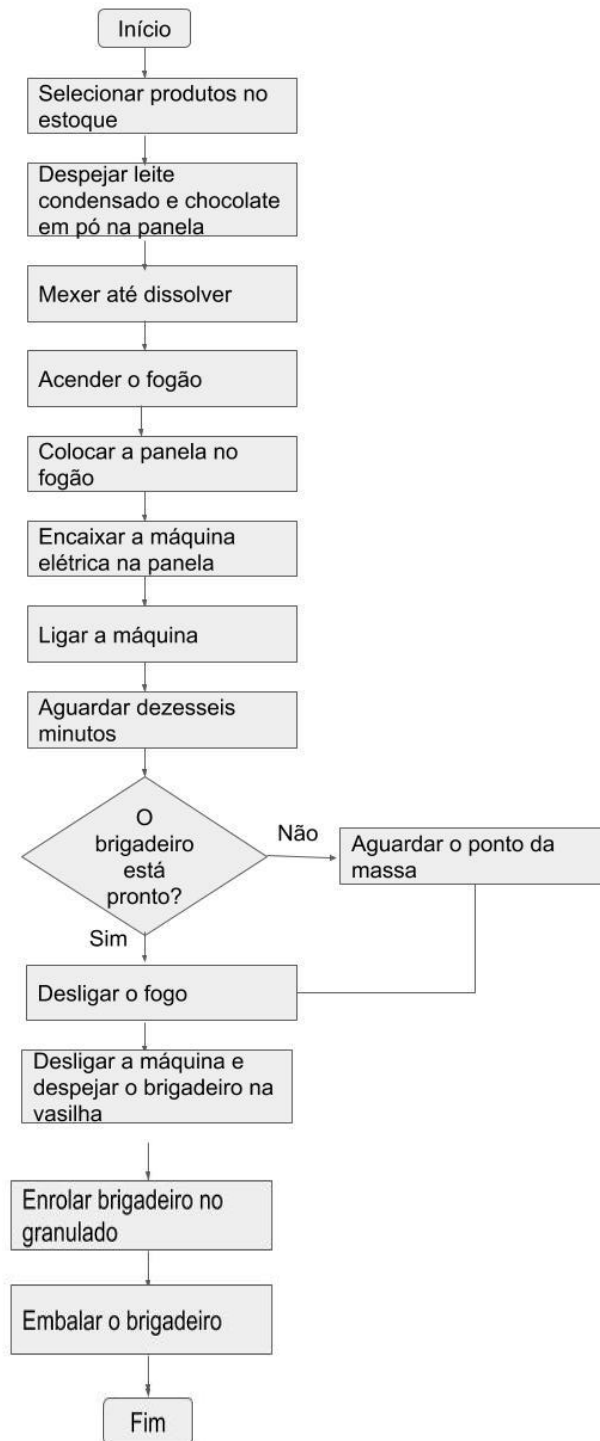 Início
Selecionar produtos no
estoque
Despejar leite
condensado e chocolate
em pó na panela
Mexer até dissolver
Acender o fogão
Colocar a panela no
fogão
Encaixar a máquina
elétrica na panela
Ligar a máquina
Aguardar dezesseis
minutos
O
brigadeiro
está
pronto?
Não
Aguardar o ponto da
massa
Sim
Desligar o fogo
Desligar a máquina e
despejar o brigadeiro na
vasilha
Enrolar brigadeiro no
granulado
Embalar o brigadeiro
Fim